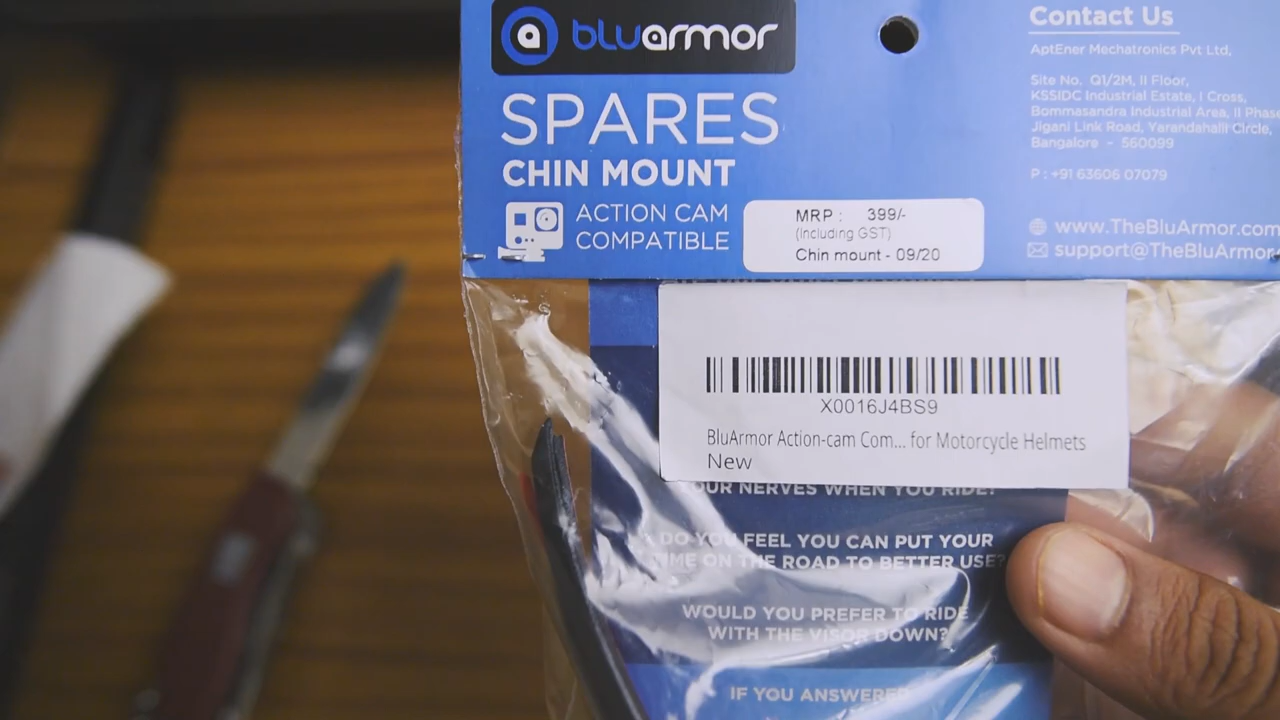 bluarmor
SPARES
CHIN MOUNT
ACTION CAM
COMPATIBLE
MRP : 399/-
(Including GST)
Chin mount - 09/20
Contact Us
AptEner Mechatronics Pvt Ltd,
Site No. Q1/2M, II Floor,
KSSIDC Industrial Estate, I Cross,
Bommasandra Industrial Area, II Phase
Jigani Link Road, Yarandahalli Circle,
Bangalore - 560099
P : +91 63606 07079
www.TheBluArmor.com
support@TheBluArmor.
X0016J4BS9
BluArmor Action-cam Com... for Motorcycle Helmets
New
OUR NERVES WHEN YOU RIDE?
DO YOU FEEL YOU CAN PUT YOUR
IME ON THE ROAD TO BETTER USE?
WOULD YOU PREFER TO RIDE
WITH THE VISOR DOWN?
IF YOU ANSWERED